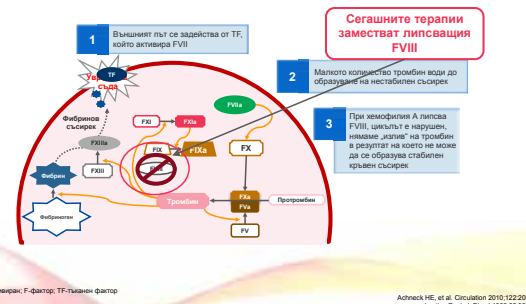 Сегашните терапии
заместват липсващия
FVIII
1
Външният път се задейства от TF,
който активира FVII
2
Малкото количество тромбин води до
образуване на нестабилен съсирек
3
При хемофилия А липсва
FVIII, цикълът е нарушен,
нямаме „излив“ на тромбин
в резултат на което не може
да се образува стабилен
кръвен съсирек
TF
съда
Фибринов
съсирек
FXIIIa
FXIII
Фибрин
Фибриноген
FXI
FXIa
FIX
FIXa
FVIIa
FX
FXa
FVa
FV
Тромбин
Протромбин
F-фактор; TF-тъканен фактор
Achneck HE, et al. Circulation 2010;122:20